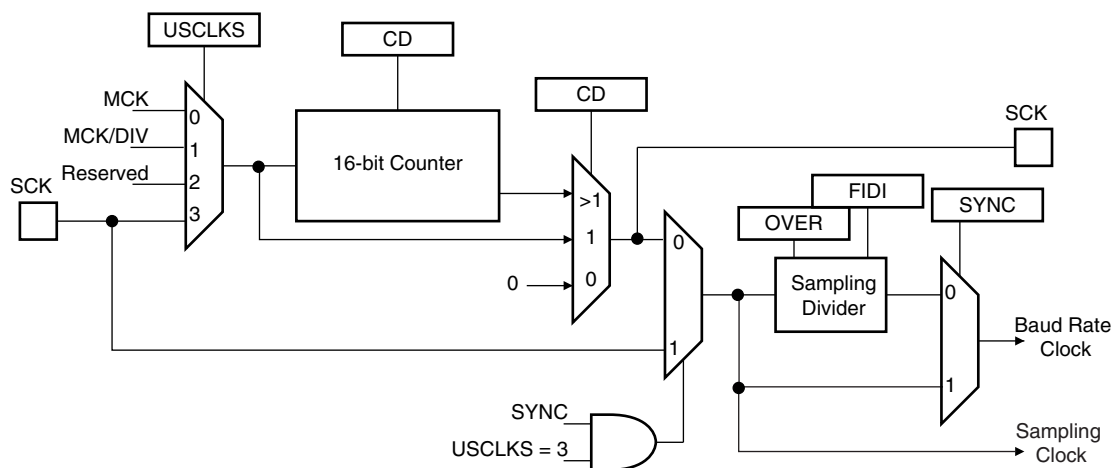 USCLKS
CD
CD
MCK
MCK/DIV
Reserved
SCK
0
1
2
3
16-bit Counter
>1
1
0
0
SCK
0
1
FIDI
OVER
SYNC
Sampling
Divider
0
1
Baud Rate
Clock
SYNC
USCLKS = 3
Sampling
Clock